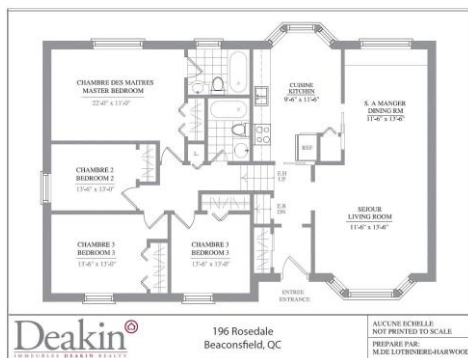 CHAMBRE DES MAITRES
MASTER BEDROOM
22'-0" x 11'-0"
CUISINE
KITCHEN
9'-6" x 11'-6"
S. A MANGER
DINING RM
11'-6" x 13'-6"
REF
L
CHAMBRE 2
BEDROOM 2
13'-6" x 13'-0"
E.H
UP
E.B
DN
SEJOUR
LIVING ROOM
11'-6" x 15'-6"
CHAMBRE 3
BEDROOM 3
13'-6" x 13'-0"
CHAMBRE 3
BEDROOM 3
13'-6" x 13'-0"
ENTREE
ENTRANCE
Deakin
IMMEUBLES DEAKIN REALTY
196 Rosedale
Beaconsfield, QC
AUCUNE ECHELLE
NOT PRINTED TO SCALE
PREPARE PAR:
H.DE LOTBINIERE-HARWOOD